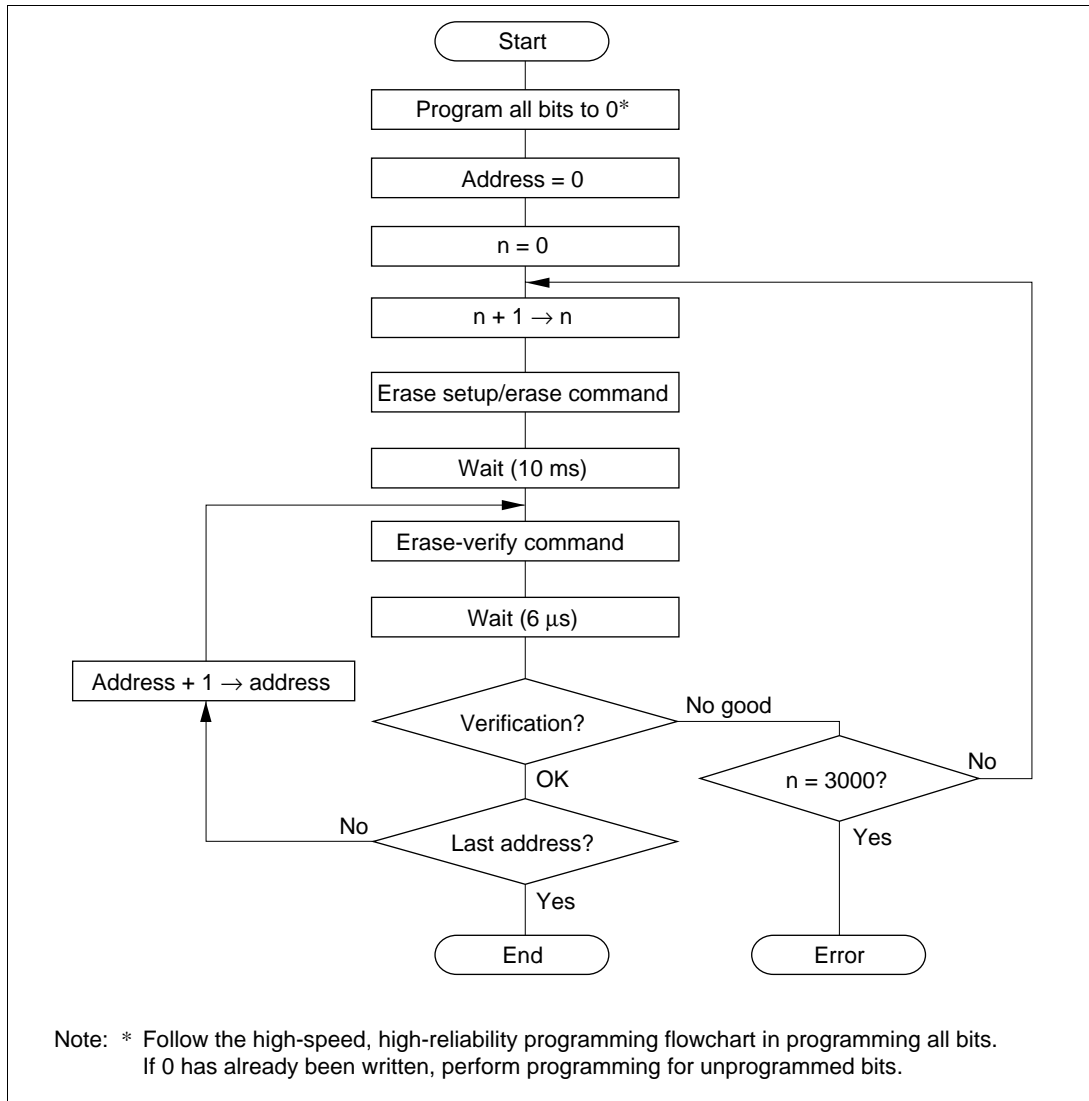 Start
Program all bits to 0*
Address = 0
n = 0
n + 1 → n
Erase setup/erase command
Wait (10 ms)
Erase-verify command
Wait (6 µs)
Address + 1 → address
Verification?
No good
n = 3000?
No
OK
Last address?
No
Yes
Yes
End
Error
Note: * Follow the high-speed, high-reliability programming flowchart in programming all bits.
If 0 has already been written, perform programming for unprogrammed bits.